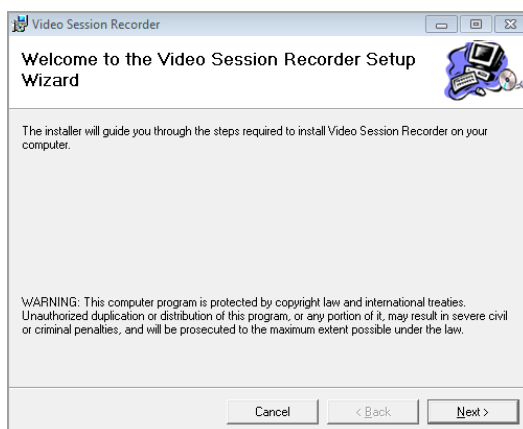 Video Session Recorder
Welcome to the Video Session Recorder Setup
Wizard
The installer will guide you through the steps required to install Video Session Recorder on your
computer.
WARNING: This computer program is protected by copyright law and international treaties.
Unauthorized duplication or distribution of this program, or any portion of it, may result in severe civil
or criminal penalties, and will be prosecuted to the maximum extent possible under the law.
Cancel
< Back
Next >